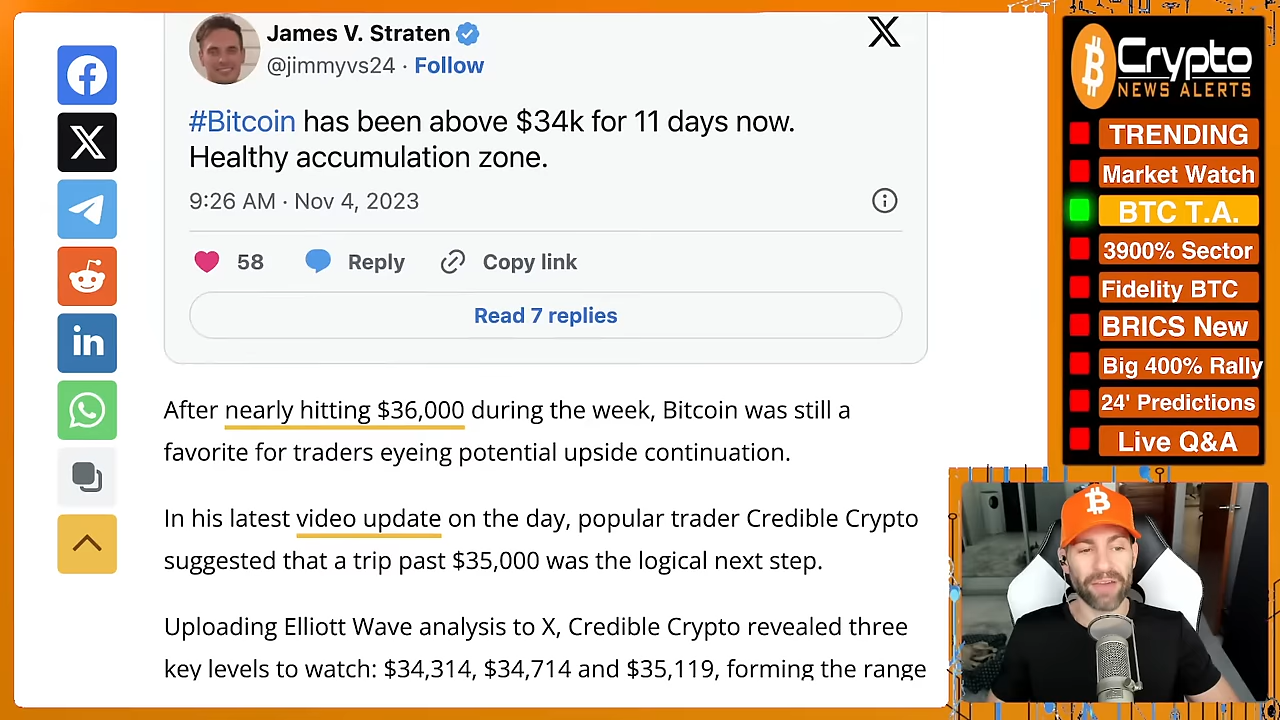 James V. Straten
@jimmyvs24 · Follow
#Bitcoin has been above $34k for 11 days now.
Healthy accumulation zone.
9:26 AM · Nov 4, 2023
58 Reply Copy link
Read 7 replies
After nearly hitting $36,000 during the week, Bitcoin was still a
favorite for traders eyeing potential upside continuation.
In his latest video update on the day, popular trader Credible Crypto
suggested that a trip past $35,000 was the logical next step.
Uploading Elliott Wave analysis to X, Credible Crypto revealed three
key levels to watch: $34,314, $34,714 and $35,119, forming the range
Crypto
NEWS ALERTS
TRENDING
Market Watch
BTC T.A.
3900% Sector
Fidelity BTC
BRICS New
Big 400% Rally
24' Predictions
Live Q&A